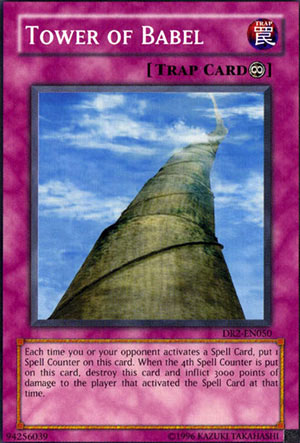 TOWER OF BABEL
TRAP
罠
[TRAP CARD]
DR2-EN050
Each time you or your opponent activates a Spell Card, put 1
Spell Counter on this card. When the 4th Spell Counter is put
on this card, destroy this card and inflict 3000 points of
damage to the player that activated the Spell Card at that
time.
94256039
©1996 KAZUKI TAKAHASHI